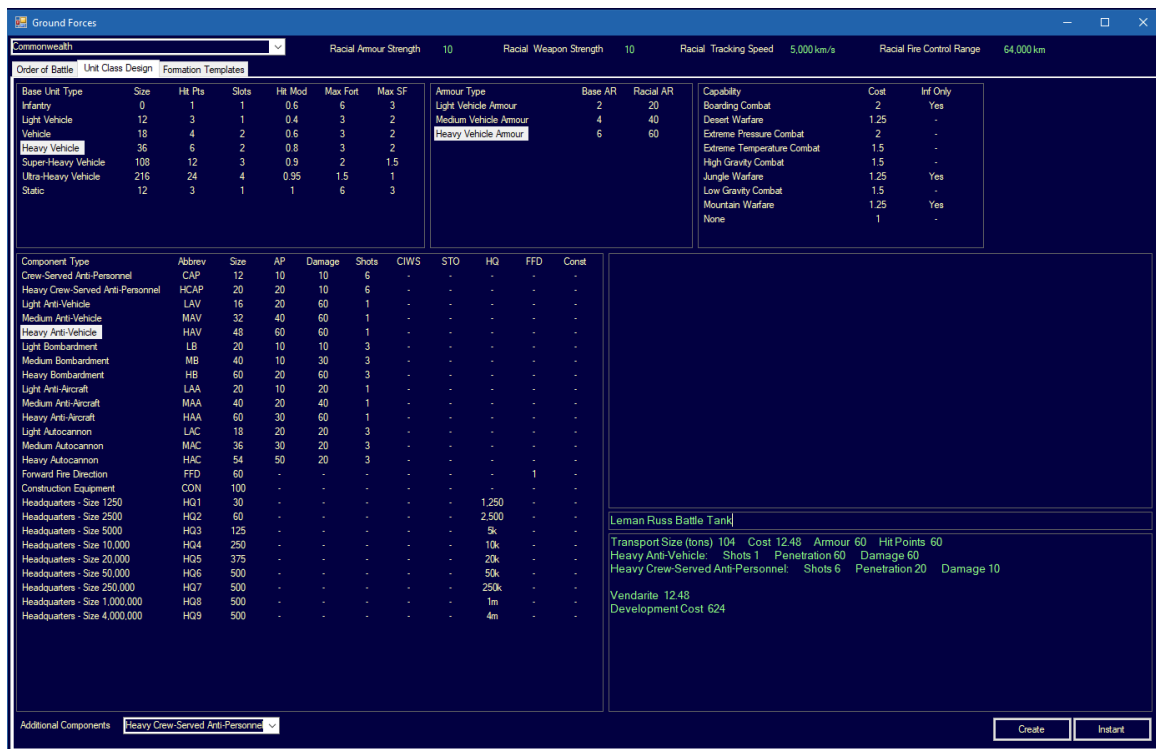 Ground Forces
Commonwealth Racial Armour Strength 10 Racial Weapon Strength 10 Racial Tracking Speed 5,000 km/s Racial Fire Control Range 64,000 km
Order of Battle Unit Class Design Formation Templates
Base Unit Type Size Hit Pts Slots Hit Mod Max Fort Max SF
Infantry 0 1 1 0.6 6 3
Light Vehicle 12 3 1 0.4 3 2
Vehicle 18 4 2 0.6 3 2
Heavy Vehicle 36 6 2 0.8 3 2
Super-Heavy Vehicle 108 12 3 0.9 2 1.5
Ultra-Heavy Vehicle 216 24 4 0.95 1.5 1
Static 12 3 1 1 6 3
Armour Type Base AR Racial AR
Light Vehicle Armour 2 20
Medium Vehicle Armour 4 40
Heavy Vehicle Armour 6 60
Capability Cost Inf Only
Boarding Combat 2 Yes
Desert Warfare 1.25 -
Extreme Pressure Combat 2 -
Extreme Temperature Combat 1.5 -
High Gravity Combat 1.5 -
Jungle Warfare 1.25 Yes
Low Gravity Combat 1.5 -
Mountain Warfare 1.25 Yes
None 1 -
Component Type Abbrev Size AP Damage Shots CIWS STO HQ FFD Const
Crew-Served Anti-Personnel CAP 12 10 10 6 - - - - -
Heavy Crew-Served Anti-Personnel HCAP 20 20 10 6 - - - - -
Light Anti-Vehicle LAV 16 20 60 1 - - - - -
Medium Anti-Vehicle MAV 32 40 60 1 - - - - -
Heavy Anti-Vehicle HAV 48 60 60 1 - - - - -
Light Bombardment LB 20 10 10 3 - - - - -
Medium Bombardment MB 40 10 30 3 - - - - -
Heavy Bombardment HB 60 20 60 3 - - - - -
Light Anti-Aircraft LAA 20 10 20 1 - - - - -
Medium Anti-Aircraft MAA 40 20 40 1 - - - - -
Heavy Anti-Aircraft HAA 60 30 60 1 - - - - -
Light Autocannon LAC 18 20 20 3 - - - - -
Medium Autocannon MAC 36 30 20 3 - - - - -
Heavy Autocannon HAC 54 50 20 3 - - - - -
Forward Fire Direction FFD 60 - - - - - - 1 -
Construction Equipment CON 100 - - - - - - - -
Headquarters - Size 1250 HQ1 30 - - - - - 1,250 - -
Headquarters - Size 2500 HQ2 60 - - - - - 2,500 - -
Headquarters - Size 5000 HQ3 125 - - - - - 5k - -
Headquarters - Size 10,000 HQ4 250 - - - - - 10k - -
Headquarters - Size 20,000 HQ5 375 - - - - - 20k - -
Headquarters - Size 50,000 HQ6 500 - - - - - 50k - -
Headquarters - Size 250,000 HQ7 500 - - - - - 250k - -
Headquarters - Size 1,000,000 HQ8 500 - - - - - 1m - -
Headquarters - Size 4,000,000 HQ9 500 - - - - - 4m - -
Leman Russ Battle Tank
Transport Size (tons) 104 Cost 12.48 Armour 60 Hit Points 60
Heavy Anti-Vehicle: Shots 1 Penetration 60 Damage 60
Heavy Crew-Served Anti-Personnel: Shots 6 Penetration 20 Damage 10
Vendarite 12.48
Development Cost 624
Additional Components Heavy Crew-Served Anti-Personnel
Create Instant